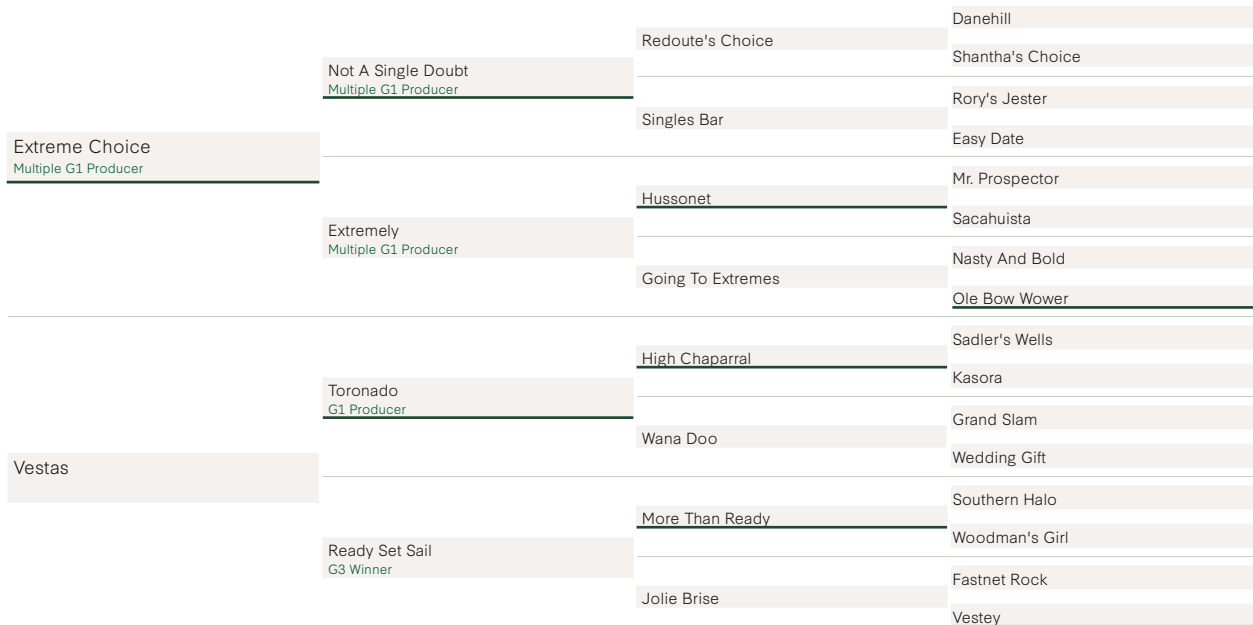 Danehill
Redoute's Choice
Shantha's Choice
Not A Single Doubt
Multiple G1 Producer
Rory's Jester
Singles Bar
Easy Date
Extreme Choice
Multiple G1 Producer
Mr. Prospector
Hussonet
Sacahuista
Extremely
Multiple G1 Producer
Nasty And Bold
Going To Extremes
Ole Bow Wower
Sadler's Wells
High Chaparral
Kasora
Toronado
G1 Producer
Grand Slam
Wana Doo
Wedding Gift
Vestas
Southern Halo
More Than Ready
Woodman's Girl
Ready Set Sail
G3 Winner
Fastnet Rock
Jolie Brise
Vestey